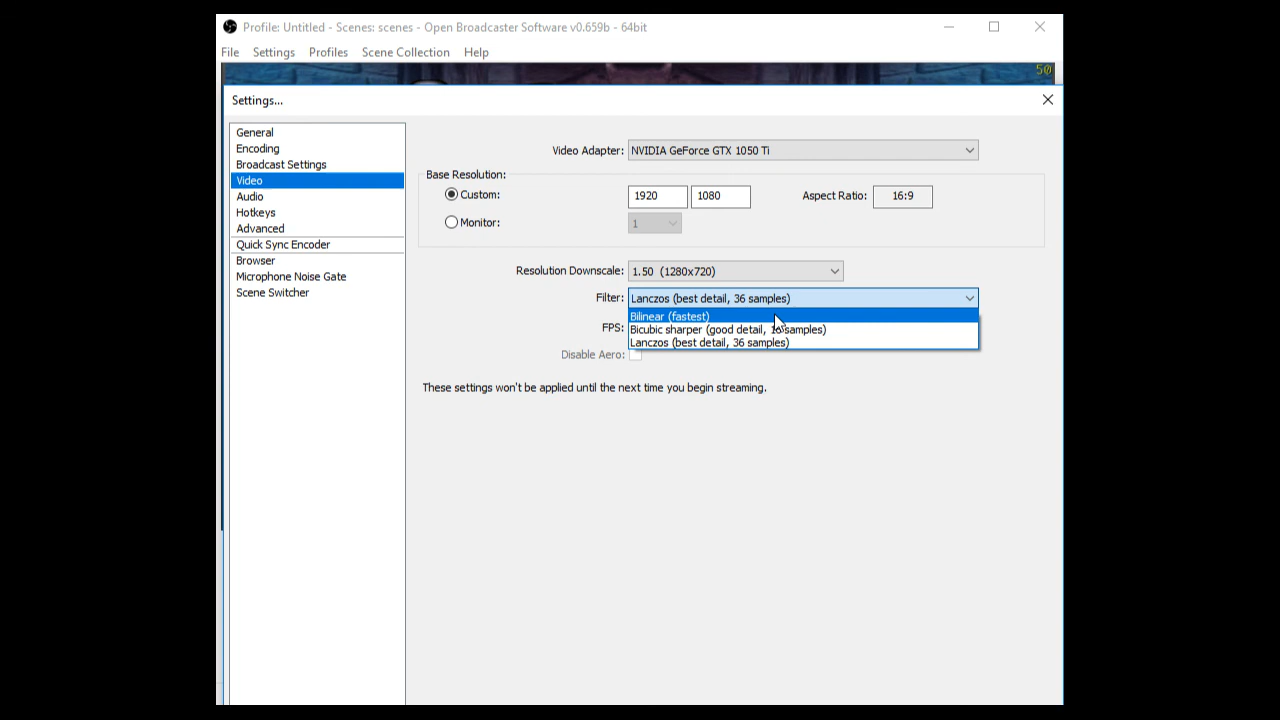 Profile: Untitled - Scenes: scenes - Open Broadcaster Software v0.659b - 64bit
File Settings Profiles Scene Collection Help
50
Settings...
General
Encoding
Broadcast Settings
Video
Audio
Hotkeys
Advanced
Quick Sync Encoder
Browser
Microphone Noise Gate
Scene Switcher
Video Adapter: NVIDIA GeForce GTX 1050 Ti
Base Resolution:
Custom: 1920 1080 Aspect Ratio: 16:9
Monitor: 1
Resolution Downscale: 1.50 (1280x720)
Filter: Lanczos (best detail, 36 samples)
Bilinear (fastest)
FPS: Bicubic sharper (good detail, samples)
Lanczos (best detail, 36 samples)
Disable Aero:
These settings won't be applied until the next time you begin streaming.